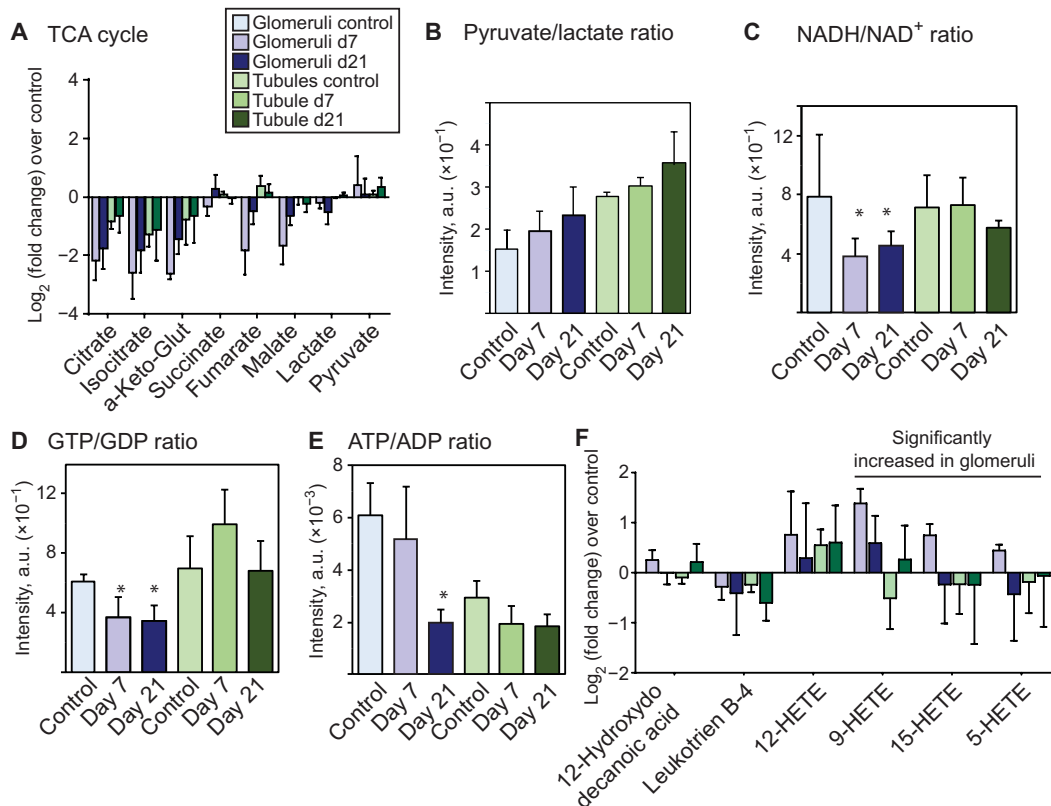 A TCA cycle
Glomeruli control
Glomeruli d7
Glomeruli d21
Tubules control
Tubule d7
Tubule d21
Log2 (fold change) over control
4
2
0
−2
−4
Citrate
Isocitrate
a-Keto-Glut
Succinate
Fumarate
Malate
Lactate
Pyruvate
B Pyruvate/lactate ratio
Intensity, a.u. (×10−1)
5
4
3
2
1
Control
Day 7
Day 21
Control
Day 7
Day 21
C NADH/NAD+ ratio
Intensity, a.u. (×10−1)
12
8
4
* *
Control
Day 7
Day 21
Control
Day 7
Day 21
D GTP/GDP ratio
Intensity, a.u. (×10−1)
12
8
4
* *
Control
Day 7
Day 21
Control
Day 7
Day 21
E ATP/ADP ratio
Intensity, a.u. (×10−3)
8
6
4
2
*
Control
Day 7
Day 21
Control
Day 7
Day 21
F
Significantly
increased in glomeruli
Log2 (fold change) over control
2
1
0
−1
−2
12-Hydroxydo
decanoic acid
Leukotrien B-4
12-HETE
9-HETE
15-HETE
5-HETE